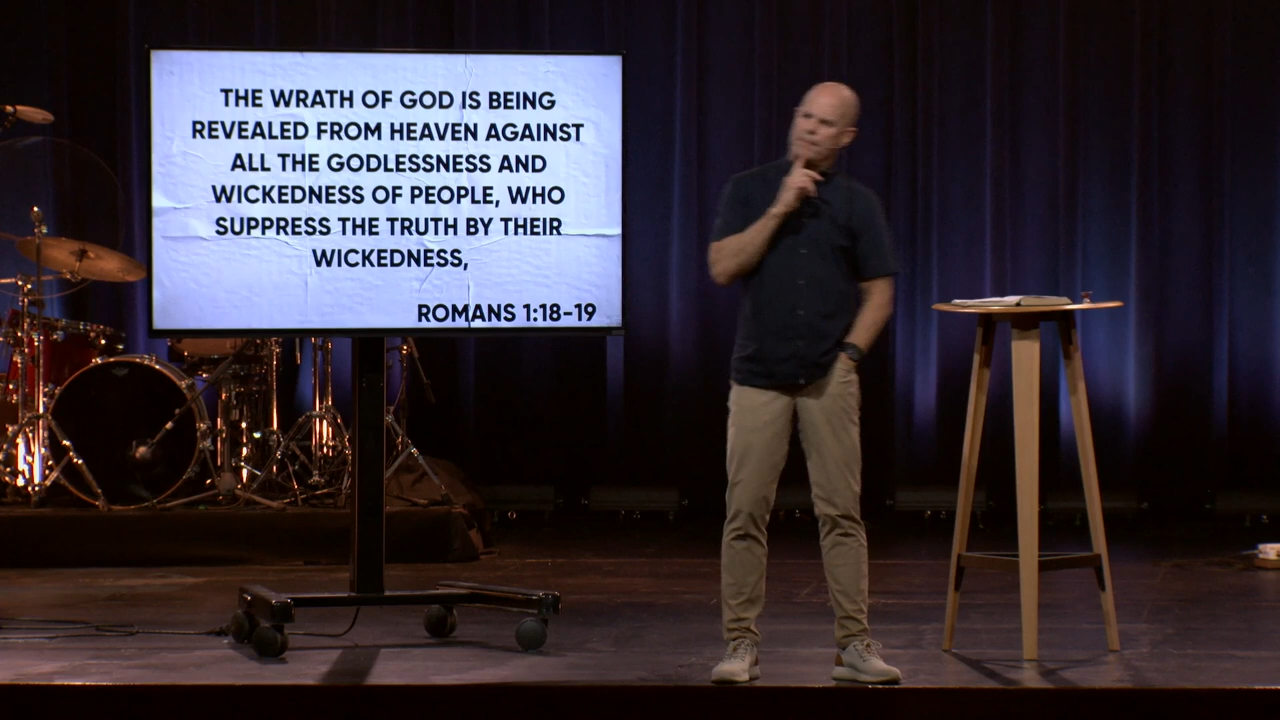 THE WRATH OF GOD IS BEING
REVEALED FROM HEAVEN AGAINST
ALL THE GODLESSNESS AND
WICKEDNESS OF PEOPLE, WHO
SUPPRESS THE TRUTH BY THEIR
WICKEDNESS,
ROMANS 1:18-19